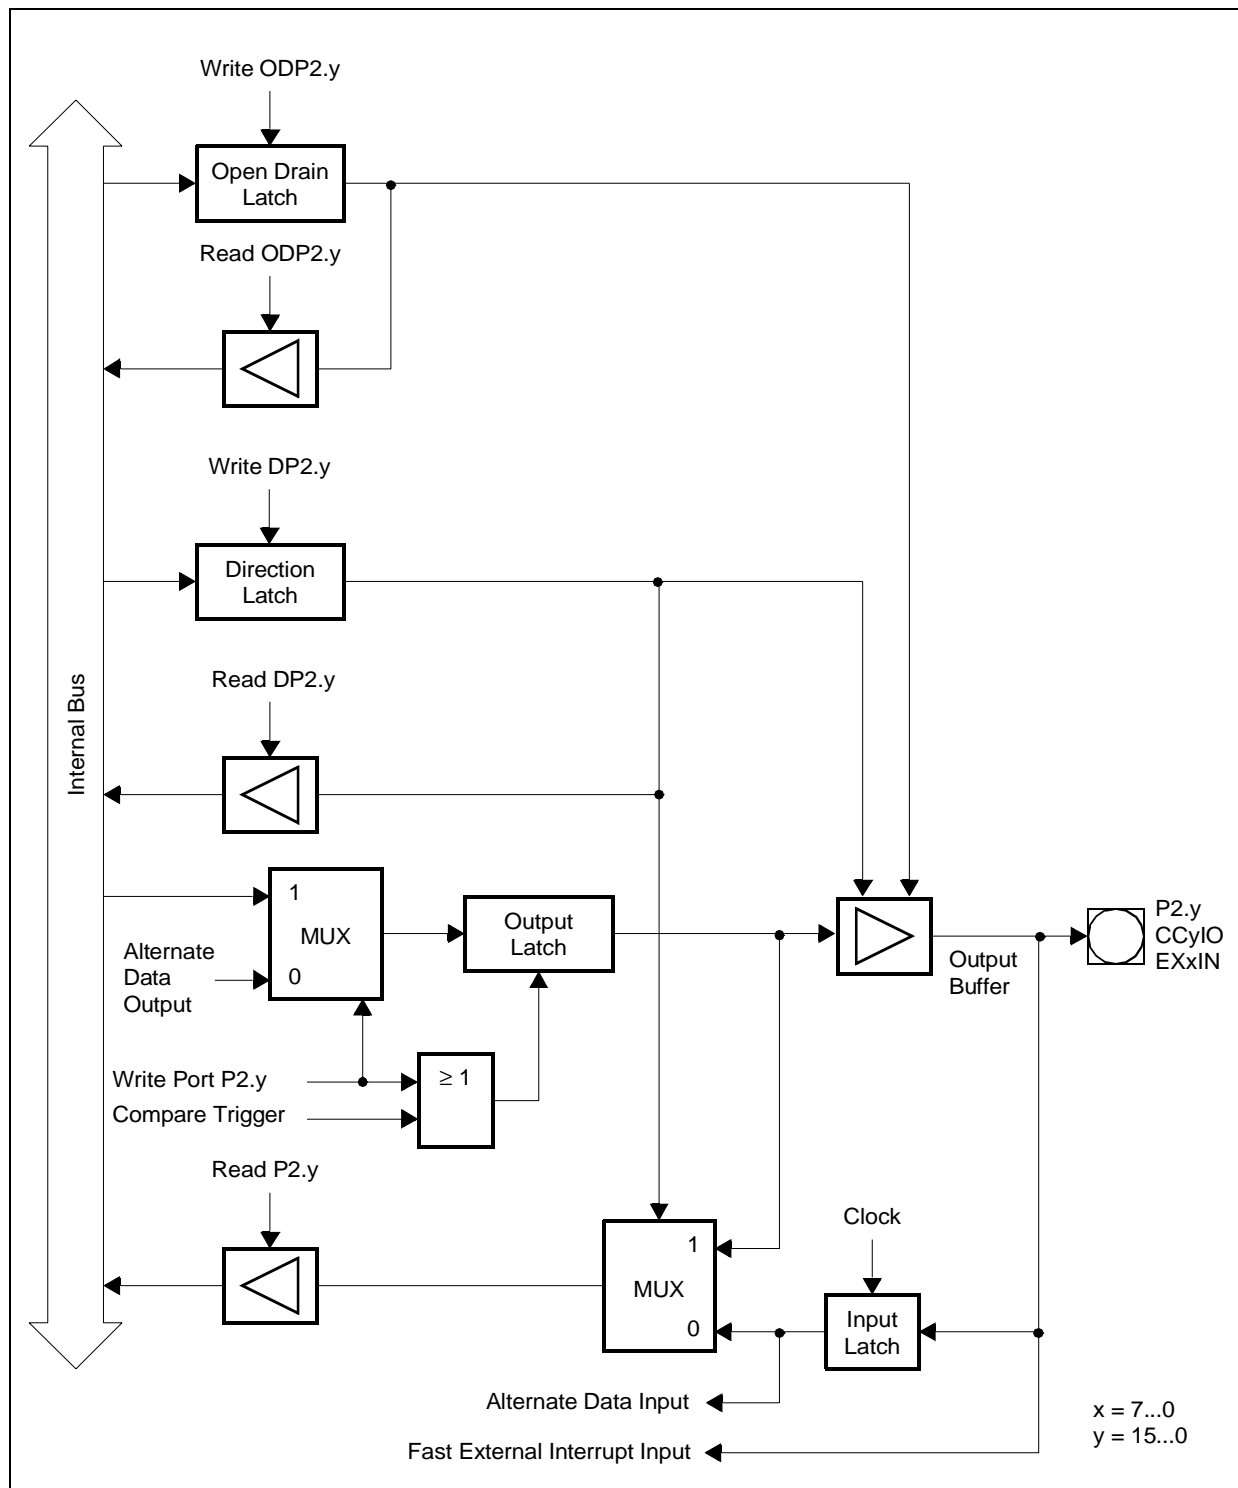 Write ODP2.y
Open Drain
Latch
Read ODP2.y
Write DP2.y
Direction
Latch
Read DP2.y
Internal Bus
1
MUX
0
Alternate
Data
Output
Output
Latch
Output
Buffer
P2.y
CCyIO
EXxIN
Write Port P2.y
≥ 1
Compare Trigger
Read P2.y
1
MUX
0
Clock
Input
Latch
Alternate Data Input
Fast External Interrupt Input
x = 7...0
y = 15...0